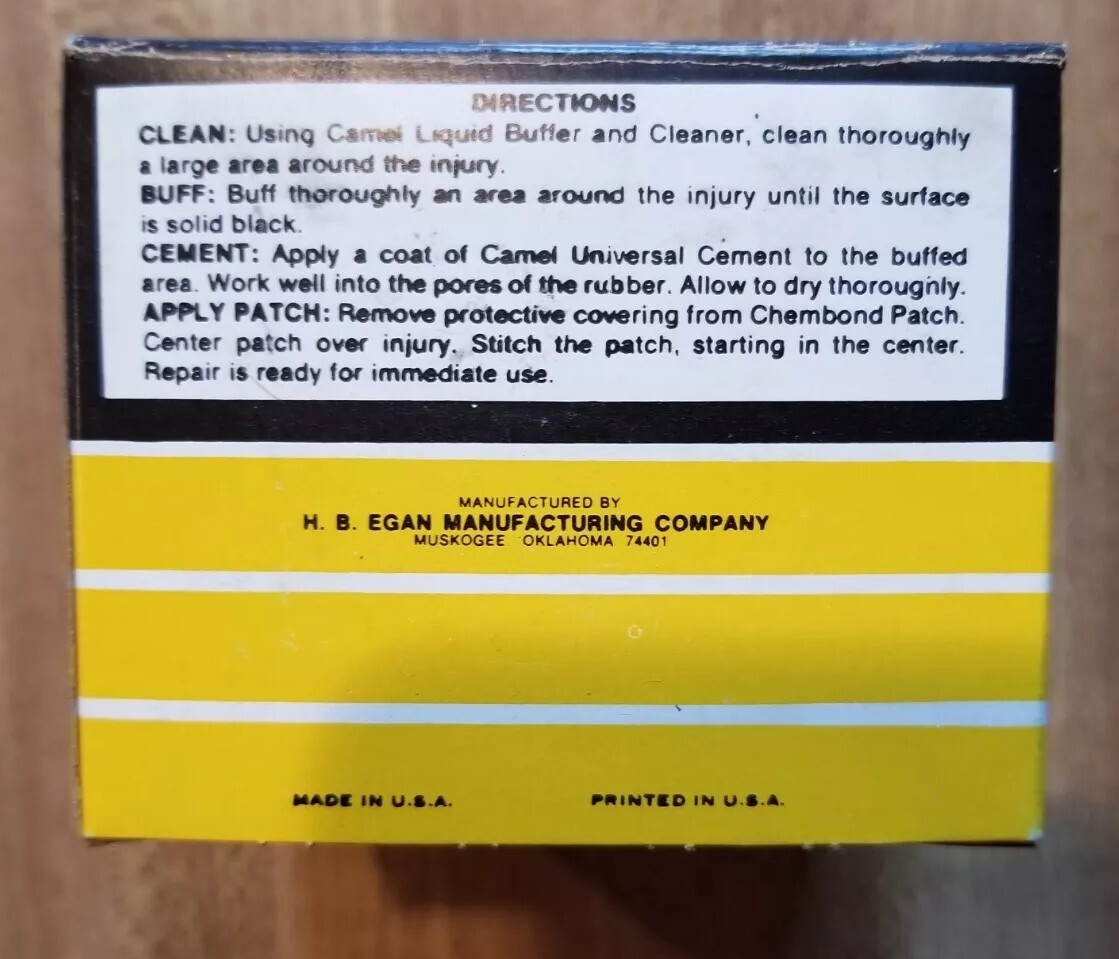 DIRECTIONS
CLEAN: Using Camel Liquid Buffer and Cleaner, clean thoroughly
a large area around the injury.
BUFF: Buff thoroughly an area around the injury until the surface
is solid black.
CEMENT: Apply a coat of Camel Universal Cement to the buffed
area. Work well into the pores of the rubber. Allow to dry thoroughly.
APPLY PATCH: Remove protective covering from Chembond Patch.
Center patch over injury. Stitch the patch, starting in the center.
Repair is ready for immediate use.
MANUFACTURED BY
H. B. EGAN MANUFACTURING COMPANY
MUSKOGEE OKLAHOMA 74401
MADE IN U.S.A. PRINTED IN U.S.A.